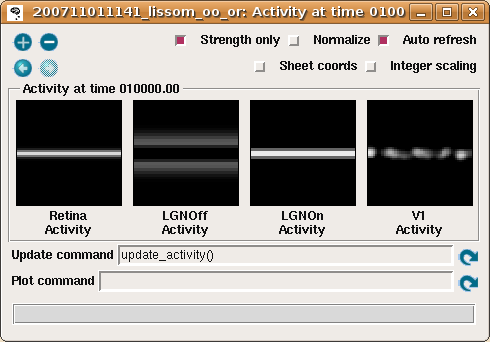 200711011141_lissom_oo_or: Activity at time 0100
Strength only Normalize Auto refresh
Sheet coords Integer scaling
Activity at time 010000.00
Retina LGNOff LGNOn V1
Activity Activity Activity Activity
Update command update_activity()
Plot command